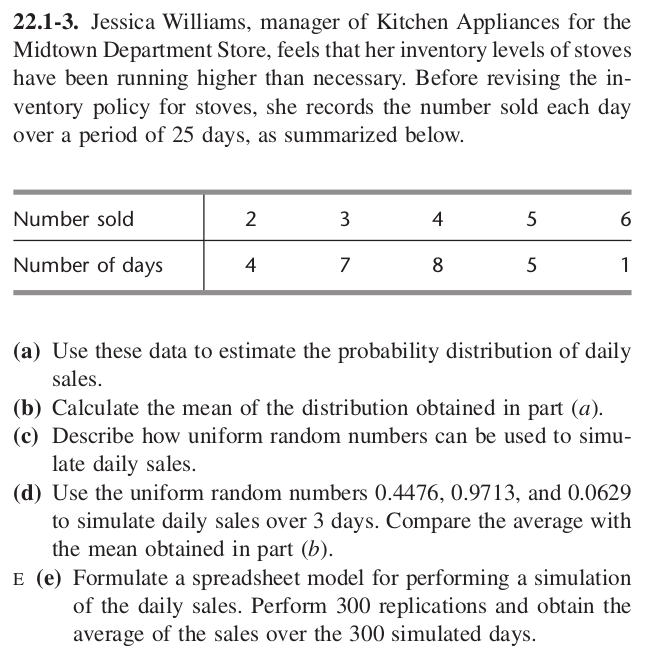 22.1-3. Jessica Williams, manager of Kitchen Appliances for the
Midtown Department Store, feels that her inventory levels of stoves
have been running higher than necessary. Before revising the in-
ventory policy for stoves, she records the number sold each day
over a period of 25 days, as summarized below.
Number sold 2 3 4 5 6
Number of days 4 7 8 5 1
(a) Use these data to estimate the probability distribution of daily
sales.
(b) Calculate the mean of the distribution obtained in part (a).
(c) Describe how uniform random numbers can be used to simu-
late daily sales.
(d) Use the uniform random numbers 0.4476, 0.9713, and 0.0629
to simulate daily sales over 3 days. Compare the average with
the mean obtained in part (b).
E (e) Formulate a spreadsheet model for performing a simulation
of the daily sales. Perform 300 replications and obtain the
average of the sales over the 300 simulated days.